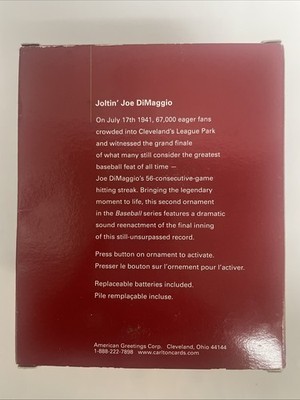 Joltin' Joe DiMaggio
On July 17th 1941, 67,000 eager fans
crowded into Cleveland's League Park
and witnessed the grand finale
of what many still consider the greatest
baseball feat of all time —
Joe DiMaggio's 56-consecutive-game
hitting streak. Bringing the legendary
moment to life, this second ornament
in the Baseball series features a dramatic
sound reenactment of the final inning
of this still-unsurpassed record.
Press button on ornament to activate.
Presser le bouton sur l'ornement pour l'activer.
Replaceable batteries included.
Pile remplaçable incluse.
American Greetings Corp. Cleveland, Ohio 44144
1-888-222-7898 www.carltoncards.com